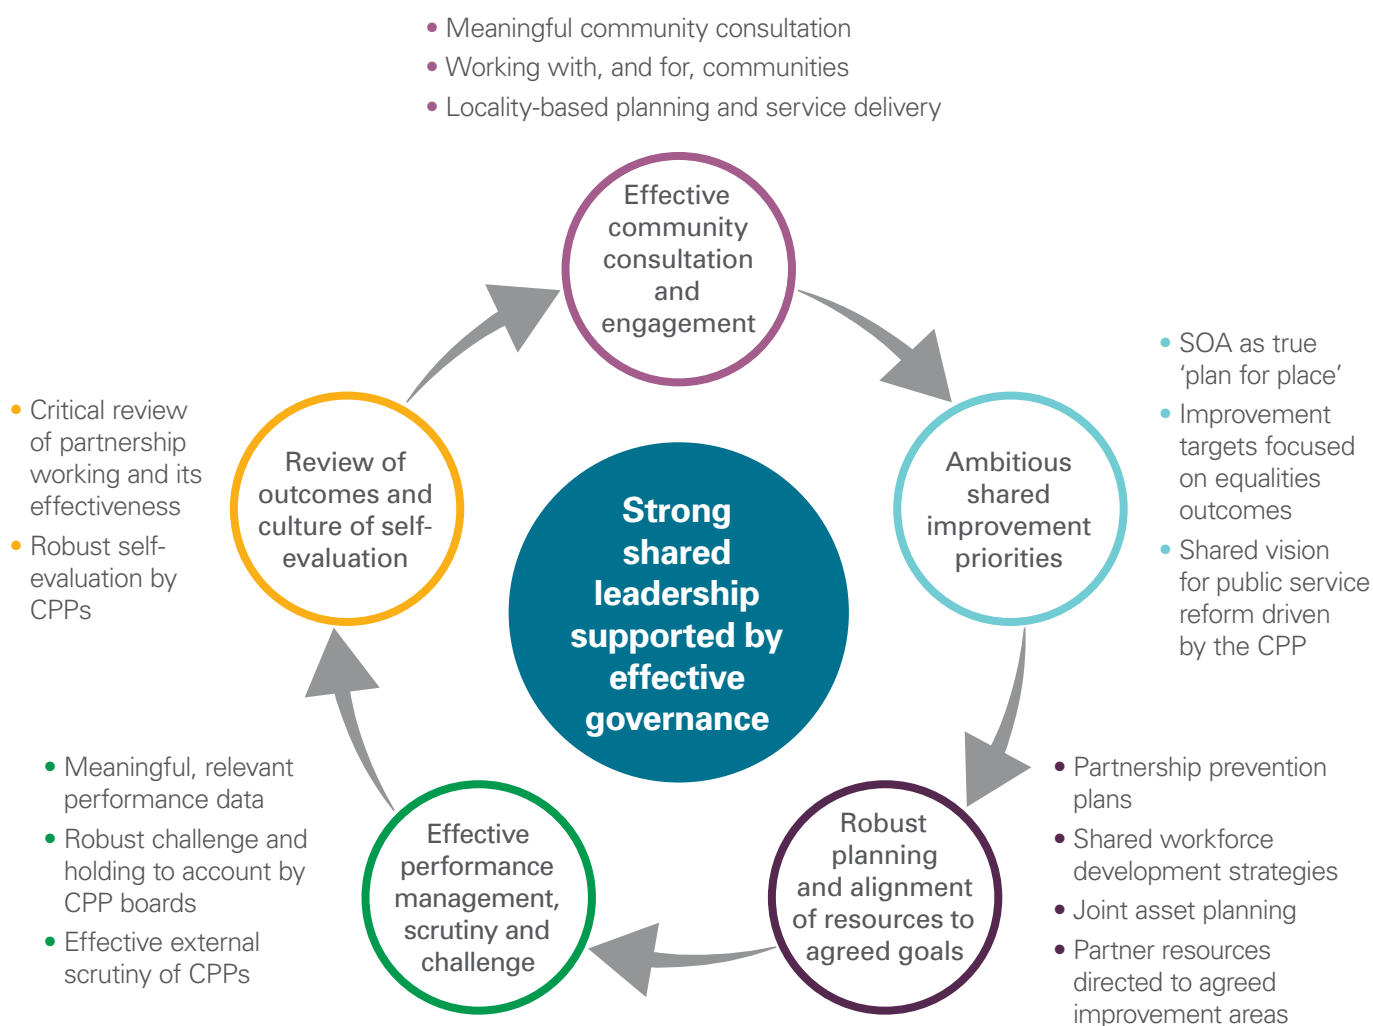 • Meaningful community consultation
• Working with, and for, communities
• Locality-based planning and service delivery
Effective
community
consultation
and
engagement
• SOA as true
‘plan for place’
• Improvement
targets focused
on equalities
outcomes
• Shared vision
for public service
reform driven
by the CPP
Ambitious
shared
improvement
priorities
• Critical review
of partnership
working and its
effectiveness
• Robust self-
evaluation by
CPPs
Review of
outcomes and
culture of self-
evaluation
Strong
shared
leadership
supported by
effective
governance
• Meaningful, relevant
performance data
• Robust challenge and
holding to account by
CPP boards
• Effective external
scrutiny of CPPs
Effective
performance
management,
scrutiny and
challenge
Robust
planning
and alignment
of resources to
agreed goals
• Partnership prevention
plans
• Shared workforce
development strategies
• Joint asset planning
• Partner resources
directed to agreed
improvement areas